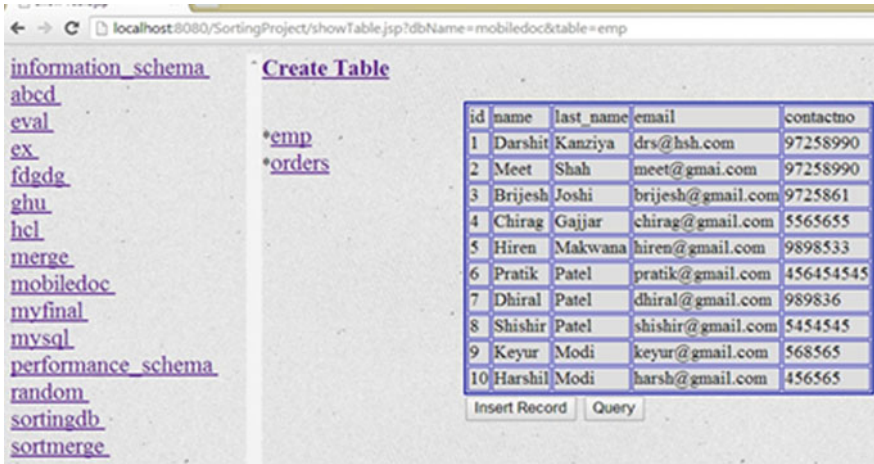 localhost:8080/SortingProject/showTable.jsp?dbName=mobiledoc&table=emp
information_schema
abcd
eval
ex
fdgdg
ghu
hcl
merge
mobiledoc
myfinal
mysql
performance_schema
random
sortingdb
sortmerge
Create Table
*emp
*orders
id name last_name email contactno
1 Darshit Kanziya drs@hsh.com 97258990
2 Meet Shah meet@gmai.com 97258990
3 Brijesh Joshi brijesh@gmail.com 9725861
4 Chirag Gajjar chirag@gmail.com 5565655
5 Hiren Makwana hiren@gmail.com 9898533
6 Pratik Patel pratik@gmail.com 456454545
7 Dhiral Patel dhiral@gmail.com 989836
8 Shishir Patel shishir@gmail.com 5454545
9 Keyur Modi keyur@gmail.com 568565
10 Harshil Modi harsh@gmail.com 456565
Insert Record Query